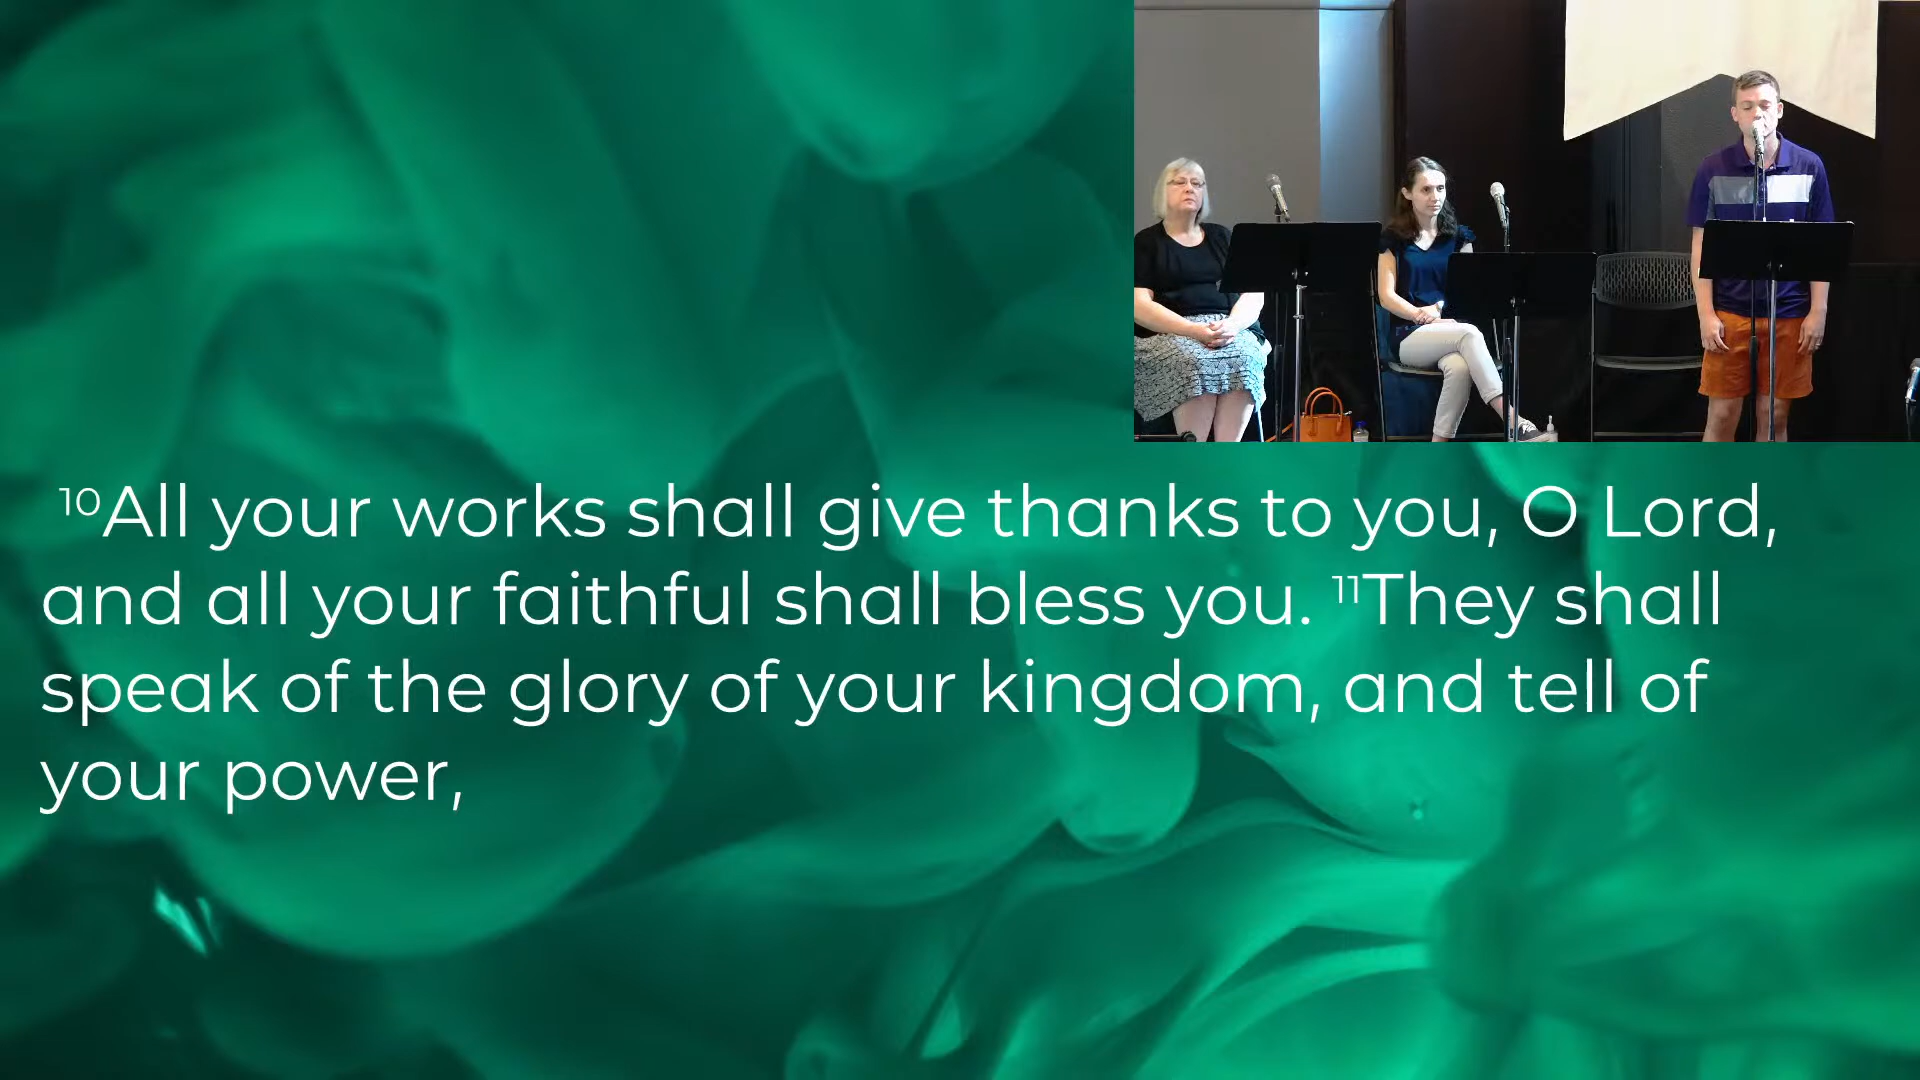 ¹⁰All your works shall give thanks to you, O Lord,
and all your faithful shall bless you. ¹¹They shall
speak of the glory of your kingdom, and tell of
your power,